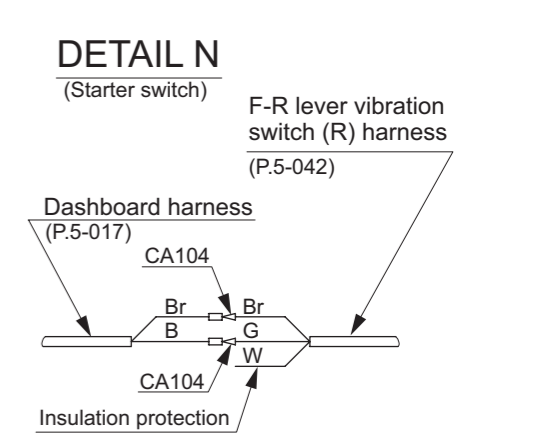 DETAIL N
(Starter switch)
F-R lever vibration
switch (R) harness
(P.5-042)
Dashboard harness
(P.5-017)
CA104
Br Br
B G
W
CA104
Insulation protection